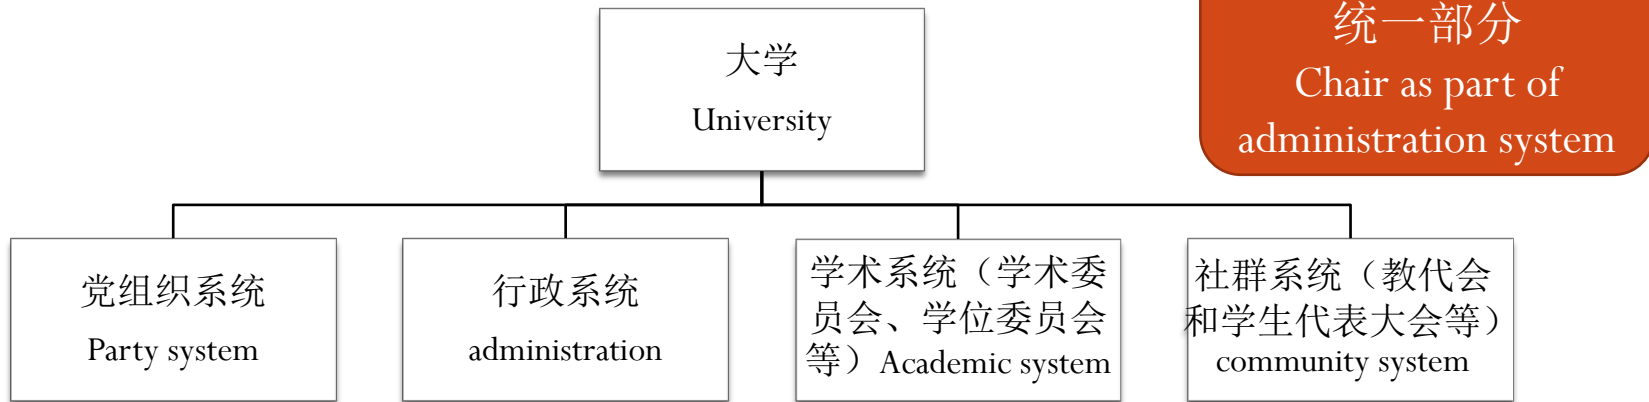 大学
University
统一部分
Chair as part of
administration system
党组织系统
Party system
行政系统
administration
学术系统（学术委
员会、学位委员会
等）Academic system
社群系统（教代会
和学生代表大会等）
community system